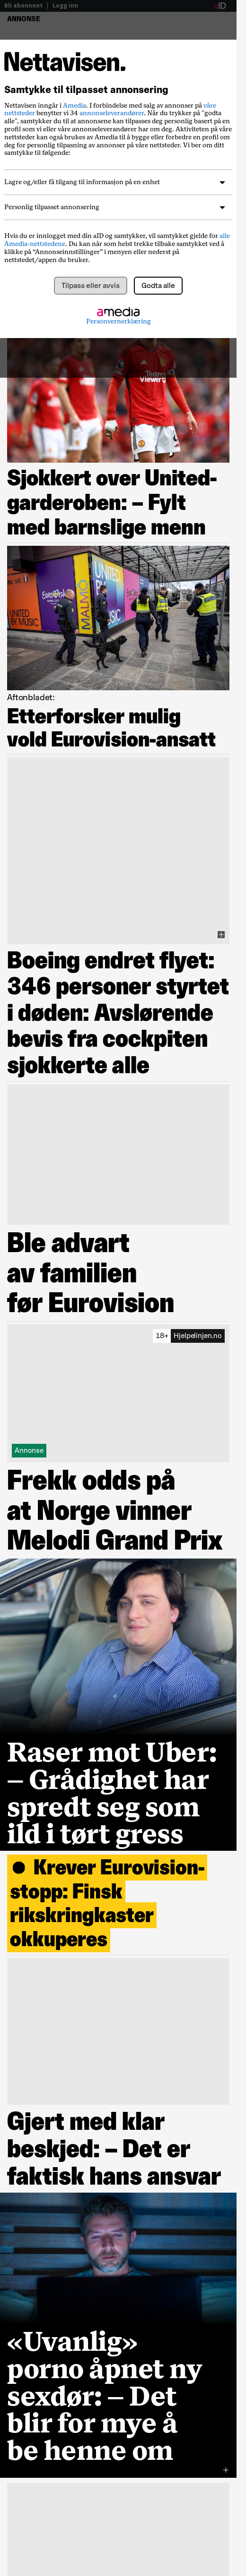 Bli abonnent | Logg inn
aID
ANNONSE
Nettavisen.
Samtykke til tilpasset annonsering
Nettavisen inngår i Amedia. I forbindelse med salg av annonser på våre
nettsteder benytter vi 34 annonseleverandører. Når du trykker på "godta
alle", samtykker du til at annonsene kan tilpasses deg personlig basert på en
profil som vi eller våre annonseleverandører har om deg. Aktiviteten på våre
nettsteder kan også brukes av Amedia til å bygge eller forbedre en profil om
deg for personlig tilpasning av annonser på våre nettsteder. Vi ber om ditt
samtykke til følgende:
Lagre og/eller få tilgang til informasjon på en enhet
Personlig tilpasset annonsering
Hvis du er innlogget med din aID og samtykker, vil samtykket gjelde for alle
Amedia-nettstedene. Du kan når som helst trekke tilbake samtykket ved å
klikke på “Annonseinnstillinger” i menyen eller nederst på
nettstedet/appen du bruker.
Tilpass eller avvis
Godta alle
amedia
Personvernerklæring
TEAM
VIEWER
Sjokkert over United-
garderoben: – Fylt
med barnslige menn
UNITED
BY MUSIC
MALMÖ
UNITED
BY MUSIC
Aftonbladet:
Etterforsker mulig
vold Eurovision-ansatt
Boeing endret flyet:
346 personer styrtet
i døden: Avslørende
bevis fra cockpiten
sjokkerte alle
Ble advart
av familien
før Eurovision
18+ Hjelpelinjen.no
Annonse
Frekk odds på
at Norge vinner
Melodi Grand Prix
Raser mot Uber:
– Grådighet har
spredt seg som
ild i tørt gress
Krever Eurovision-
stopp: Finsk
rikskringkaster
okkuperes
Gjert med klar
beskjed: – Det er
faktisk hans ansvar
«Uvanlig»
porno åpnet ny
sexdør: – Det
blir for mye å
be henne om